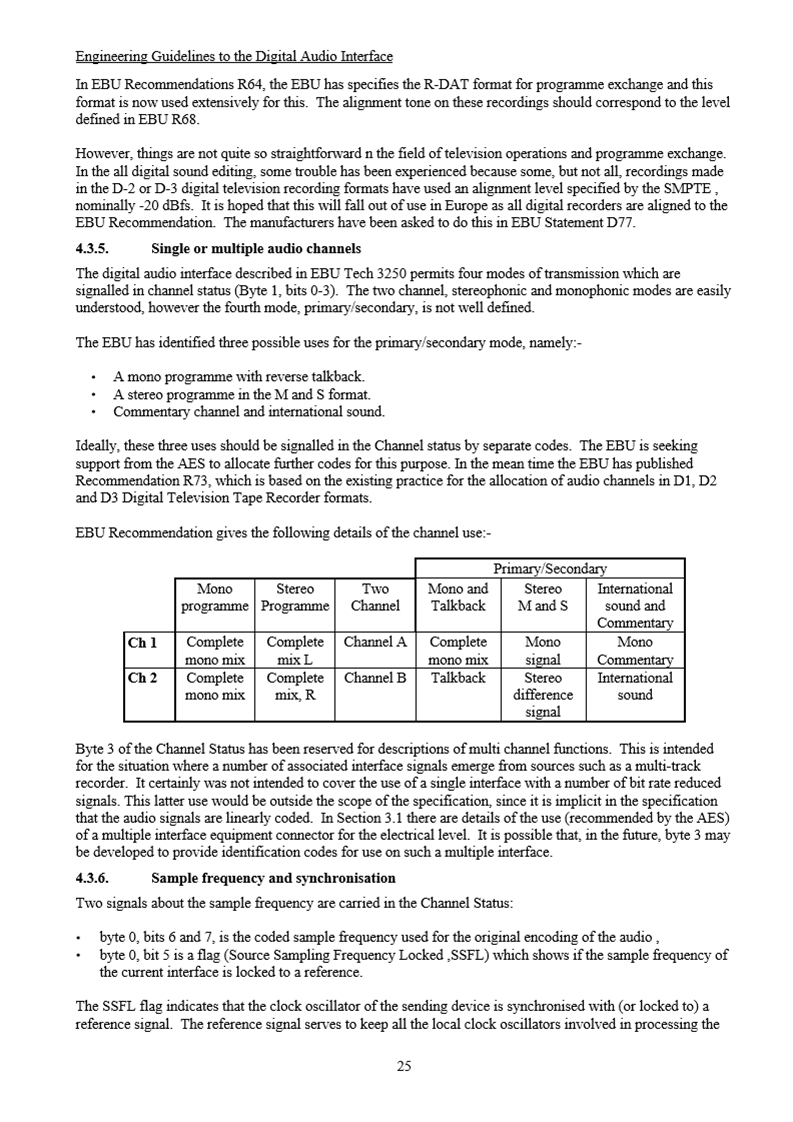 Engineering Guidelines to the Digital Audio Interface
In EBU Recommendations R64, the EBU has specifies the R-DAT format for programme exchange and this
format is now used extensively for this. The alignment tone on these recordings should correspond to the level
defined in EBU R68.
However, things are not quite so straightforward n the field of television operations and programme exchange.
In the all digital sound editing, some trouble has been experienced because some, but not all, recordings made
in the D-2 or D-3 digital television recording formats have used an alignment level specified by the SMPTE ,
nominally -20 dBfs. It is hoped that this will fall out of use in Europe as all digital recorders are aligned to the
EBU Recommendation. The manufacturers have been asked to do this in EBU Statement D77.
4.3.5. Single or multiple audio channels
The digital audio interface described in EBU Tech 3250 permits four modes of transmission which are
signalled in channel status (Byte 1, bits 0-3). The two channel, stereophonic and monophonic modes are easily
understood, however the fourth mode, primary/secondary, is not well defined.
The EBU has identified three possible uses for the primary/secondary mode, namely:-
• A mono programme with reverse talkback.
• A stereo programme in the M and S format.
• Commentary channel and international sound.
Ideally, these three uses should be signalled in the Channel status by separate codes. The EBU is seeking
support from the AES to allocate further codes for this purpose. In the mean time the EBU has published
Recommendation R73, which is based on the existing practice for the allocation of audio channels in D1, D2
and D3 Digital Television Tape Recorder formats.
EBU Recommendation gives the following details of the channel use:-
Primary/Secondary
Mono Stereo Two Mono and Stereo International
programme Programme Channel Talkback M and S sound and
Commentary
Ch 1 Complete Complete Channel A Complete Mono Mono
mono mix mix L mono mix signal Commentary
Ch 2 Complete Complete Channel B Talkback Stereo International
mono mix mix, R difference sound
signal
Byte 3 of the Channel Status has been reserved for descriptions of multi channel functions. This is intended
for the situation where a number of associated interface signals emerge from sources such as a multi-track
recorder. It certainly was not intended to cover the use of a single interface with a number of bit rate reduced
signals. This latter use would be outside the scope of the specification, since it is implicit in the specification
that the audio signals are linearly coded. In Section 3.1 there are details of the use (recommended by the AES)
of a multiple interface equipment connector for the electrical level. It is possible that, in the future, byte 3 may
be developed to provide identification codes for use on such a multiple interface.
4.3.6. Sample frequency and synchronisation
Two signals about the sample frequency are carried in the Channel Status:
• byte 0, bits 6 and 7, is the coded sample frequency used for the original encoding of the audio ,
• byte 0, bit 5 is a flag (Source Sampling Frequency Locked ,SSFL) which shows if the sample frequency of
the current interface is locked to a reference.
The SSFL flag indicates that the clock oscillator of the sending device is synchronised with (or locked to) a
reference signal. The reference signal serves to keep all the local clock oscillators involved in processing the
25